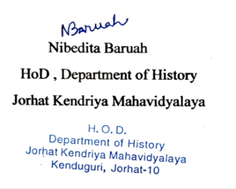 NBaruah
Nibedita Baruah
HoD , Department of History
Jorhat Kendriya Mahavidyalaya
H. O. D.
Department of History
Jorhat Kendriya Mahavidyalaya
Kenduguri, Jorhat-10